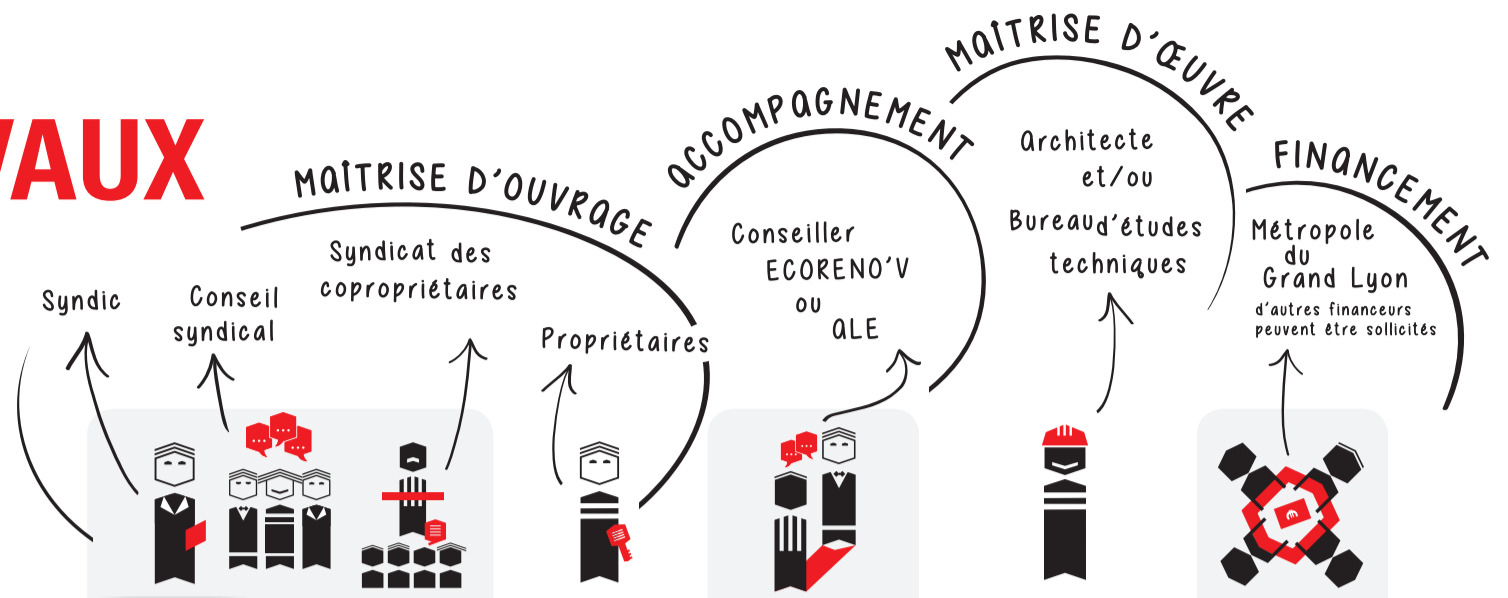 VAUX
MAÎTRISE D'OUVRAGE
Syndic
Conseil
syndical
Syndicat des
copropriétaires
Propriétaires
ACCOMPAGNEMENT
Conseiller
ECORENO'V
ou
ALE
MAÎTRISE D'ŒUVRE
Architecte
et/ou
Bureau d'études
techniques
FINANCEMENT
Métropole
du
Grand Lyon
d'autres financeurs
peuvent être sollicités